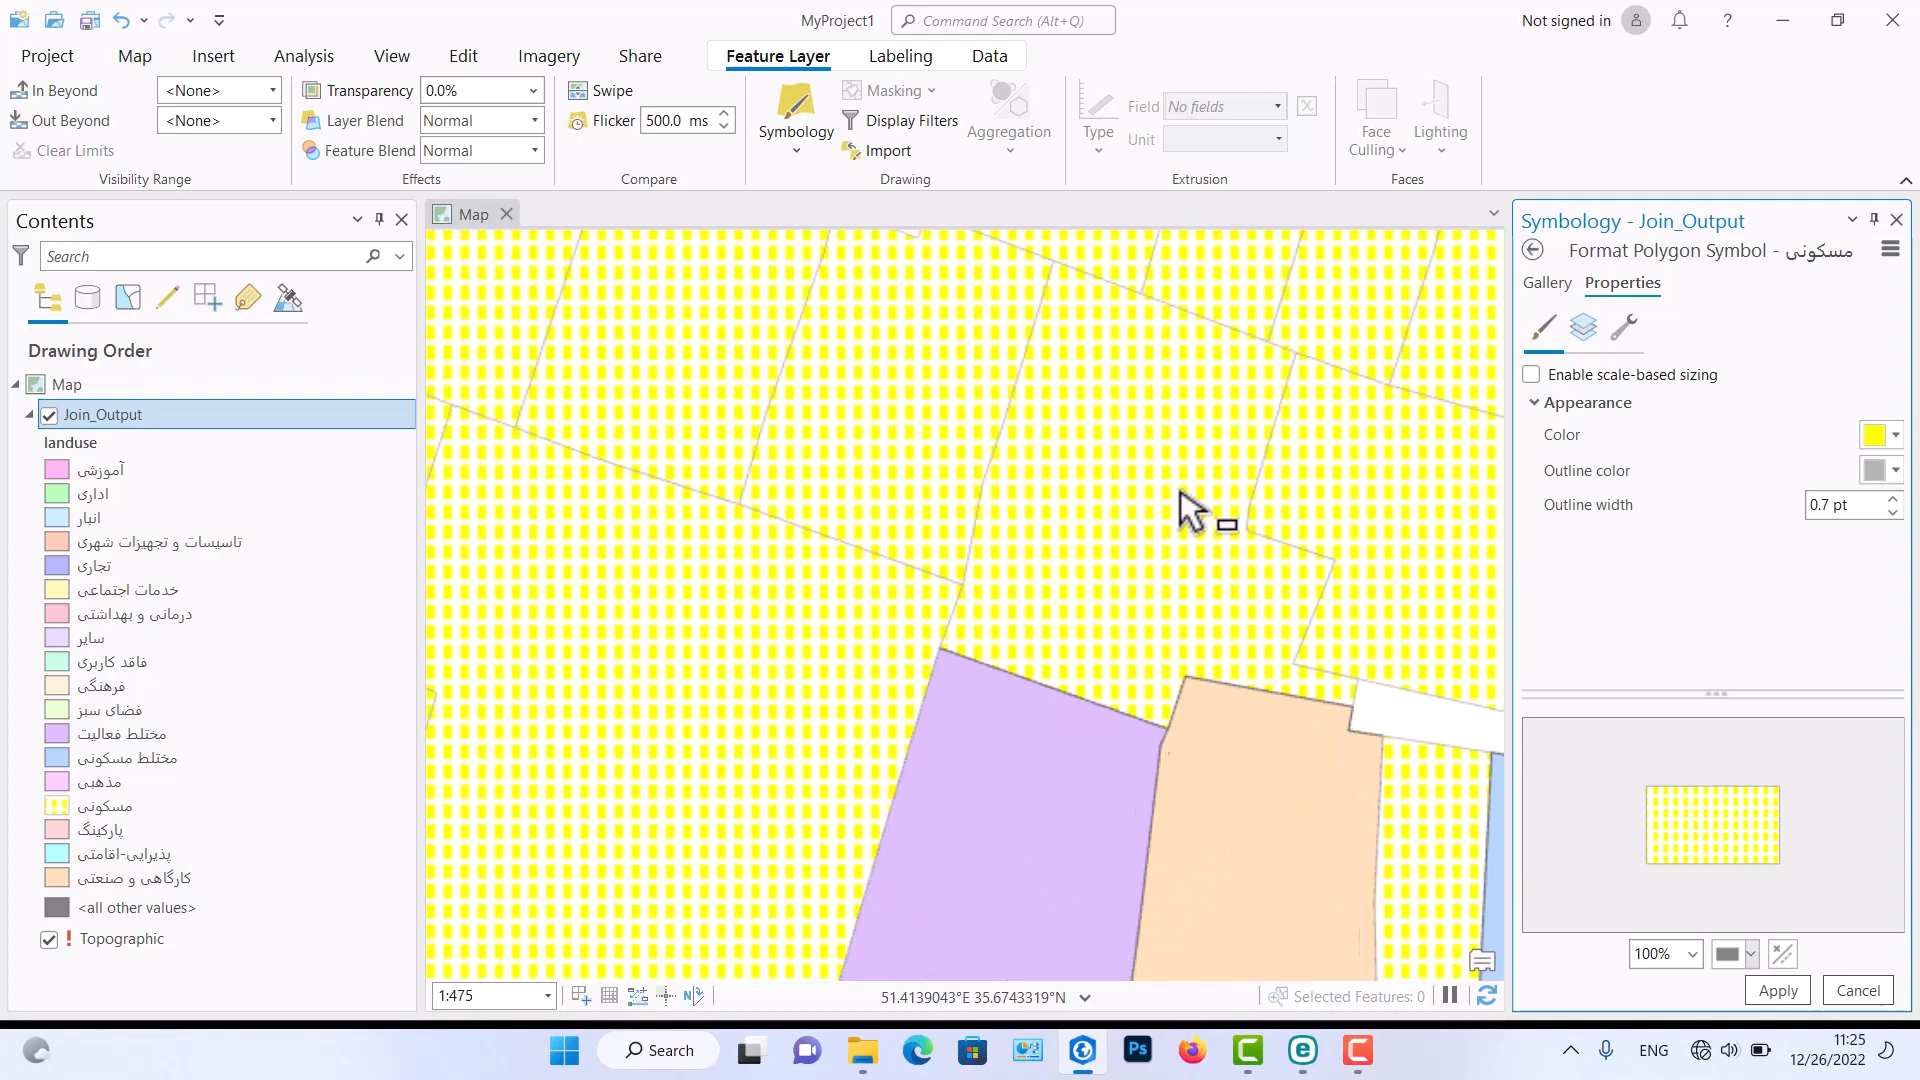 MyProject1
Command Search (Alt+Q)
Not signed in
Project Map Insert Analysis View Edit Imagery Share Feature Layer Labeling Data
In Beyond <None>
Out Beyond <None>
Clear Limits
Visibility Range
Transparency 0.0%
Layer Blend Normal
Feature Blend Normal
Effects
Swipe
Flicker 500.0 ms
Compare
Symbology
Masking
Display Filters
Import
Aggregation
Drawing
Type
Field No fields
Unit
Extrusion
Face Culling
Lighting
Faces
Contents
Search
Drawing Order
Map
Join_Output
landuse
آموزشی
اداری
انبار
تاسیسات و تجهیزات شهری
تجاری
خدمات اجتماعی
درمانی و بهداشتی
سایر
فاقد کاربری
فرهنگی
فضای سبز
مختلط فعالیت
مختلط مسکونی
مذهبی
مسکونی
پارکینگ
پذیرایی-اقامتی
کارگاهی و صنعتی
<all other values>
Topographic
Map
1:475
51.4139043°E 35.6743319°N
Selected Features: 0
Symbology - Join_Output
Format Polygon Symbol - مسکونی
Gallery Properties
Enable scale-based sizing
Appearance
Color
Outline color
Outline width 0.7 pt
100%
Apply Cancel
Search
Ps
ENG
11:25
12/26/2022